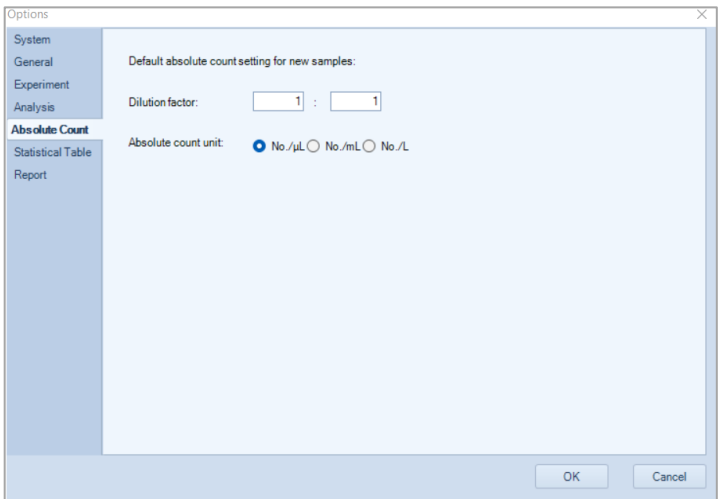 Options
System
General
Experiment
Analysis
Absolute Count
Statistical Table
Report
Default absolute count setting for new samples:
Dilution factor: 1 : 1
Absolute count unit: No./µL No./mL No./L
OK Cancel